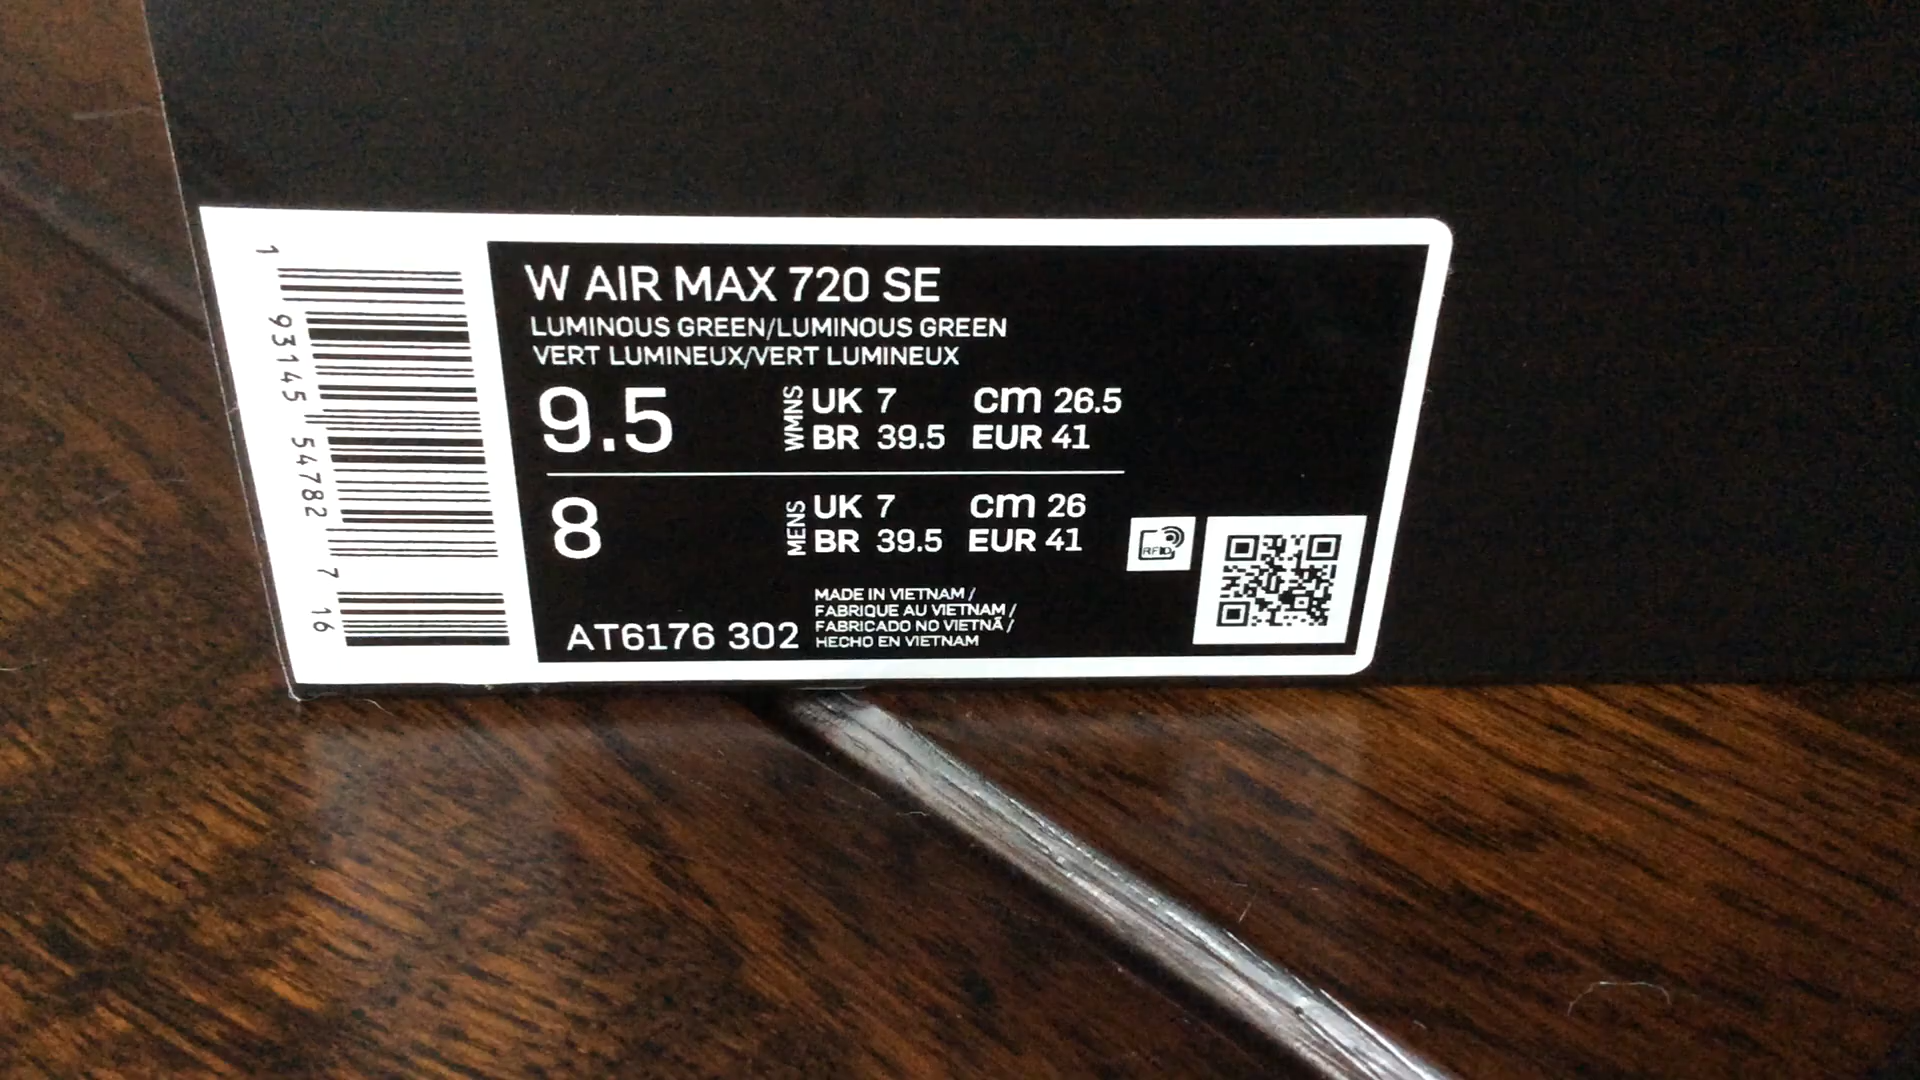 W AIR MAX 720 SE
LUMINOUS GREEN/LUMINOUS GREEN
VERT LUMINEUX/VERT LUMINEUX
9.5 WMNS UK 7 cm 26.5
BR 39.5 EUR 41
8 MENS UK 7 cm 26
BR 39.5 EUR 41
RFID
AT6176 302
MADE IN VIETNAM /
FABRIQUE AU VIETNAM /
FABRICADO NO VIETNÃ /
HECHO EN VIETNAM
1 93145 54782 7 16